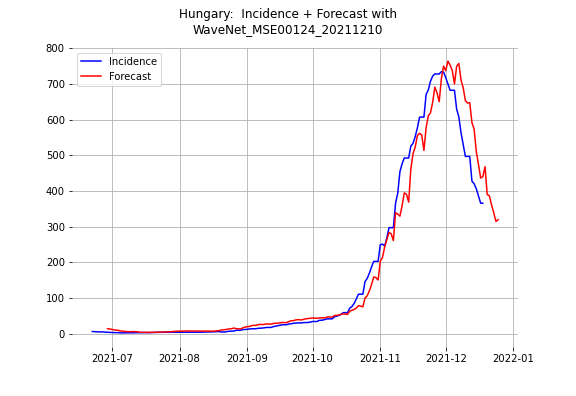 Hungary:  Incidence + Forecast with
WaveNet_MSE00124_20211210
800
700
600
500
400
300
200
100
0
Incidence
Forecast
2021-07 2021-08 2021-09 2021-10 2021-11 2021-12 2022-01